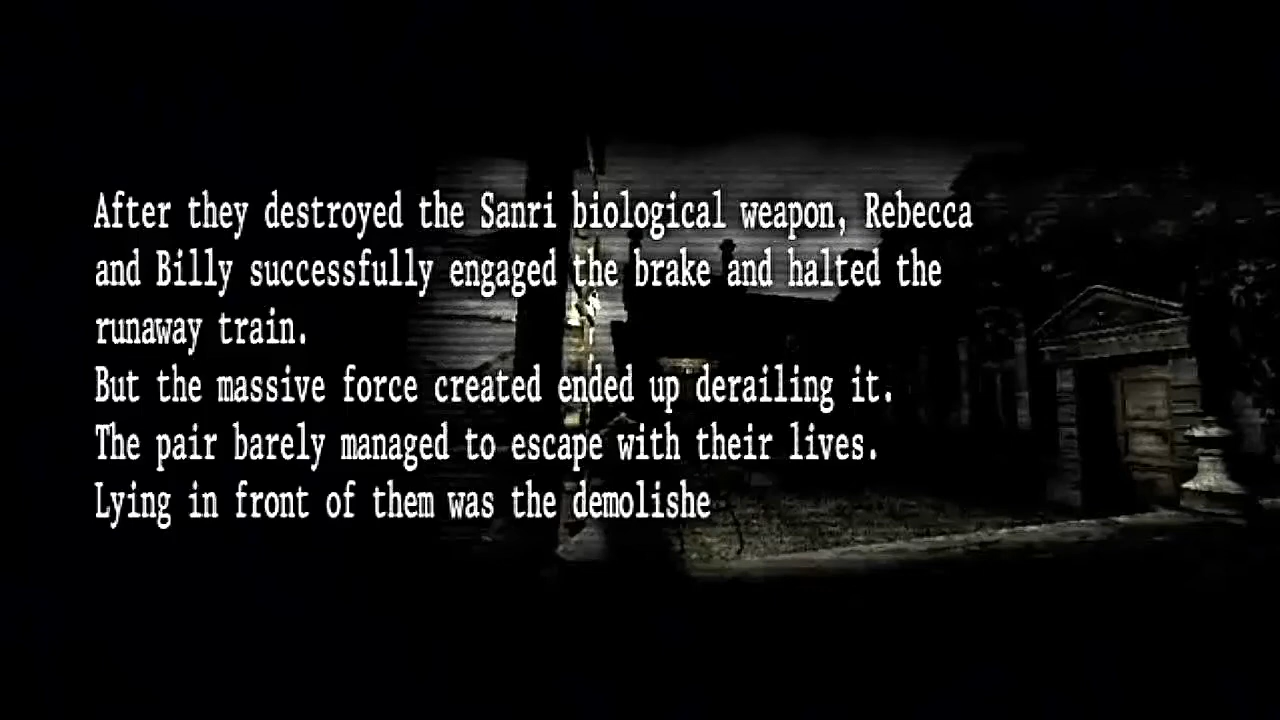 After they destroyed the Sanri biological weapon, Rebecca
and Billy successfully engaged the brake and halted the
runaway train.
But the massive force created ended up derailing it.
The pair barely managed to escape with their lives.
Lying in front of them was the demolishe